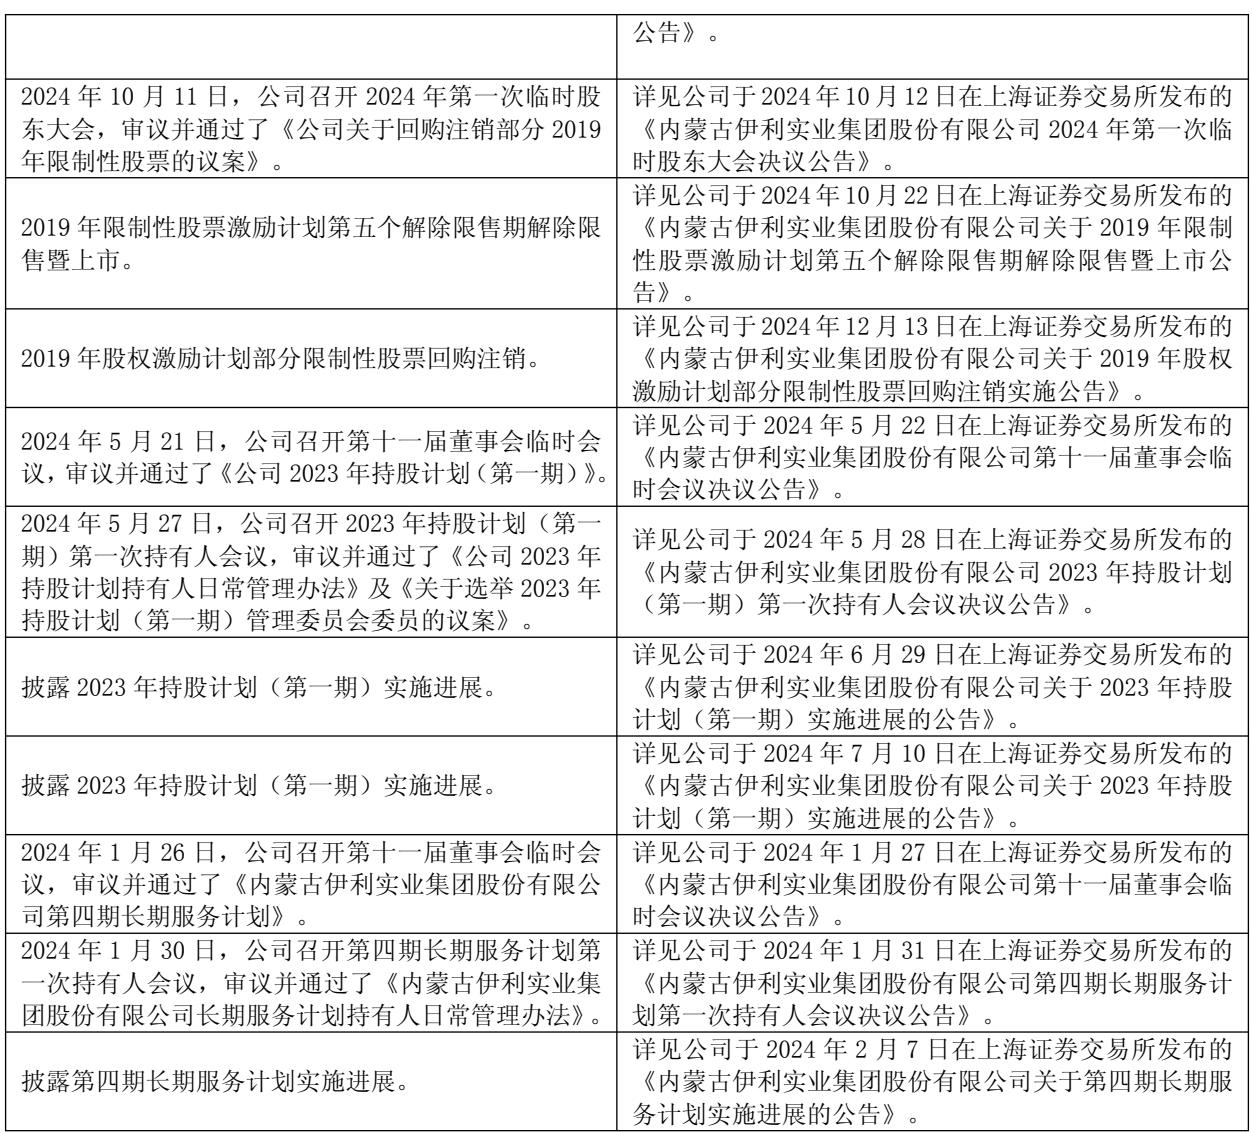 公告》。
2024 年 10 月 11 日，公司召开 2024 年第一次临时股
东大会，审议并通过了《公司关于回购注销部分 2019
年限制性股票的议案》。
详见公司于 2024 年 10 月 12 日在上海证券交易所发布的
《内蒙古伊利实业集团股份有限公司 2024 年第一次临
时股东大会决议公告》。
2019 年限制性股票激励计划第五个解除限售期解除限
售暨上市。
详见公司于 2024 年 10 月 22 日在上海证券交易所发布的
《内蒙古伊利实业集团股份有限公司关于 2019 年限制
性股票激励计划第五个解除限售期解除限售暨上市公
告》。
2019 年股权激励计划部分限制性股票回购注销。
详见公司于 2024 年 12 月 13 日在上海证券交易所发布的
《内蒙古伊利实业集团股份有限公司关于 2019 年股权
激励计划部分限制性股票回购注销实施公告》。
2024 年 5 月 21 日，公司召开第十一届董事会临时会
议，审议并通过了《公司 2023 年持股计划（第一期）》。
详见公司于 2024 年 5 月 22 日在上海证券交易所发布的
《内蒙古伊利实业集团股份有限公司第十一届董事会临
时会议决议公告》。
2024 年 5 月 27 日，公司召开 2023 年持股计划（第一
期）第一次持有人会议，审议并通过了《公司 2023 年
持股计划持有人日常管理办法》及《关于选举 2023 年
持股计划（第一期）管理委员会委员的议案》。
详见公司于 2024 年 5 月 28 日在上海证券交易所发布的
《内蒙古伊利实业集团股份有限公司 2023 年持股计划
（第一期）第一次持有人会议决议公告》。
披露 2023 年持股计划（第一期）实施进展。
详见公司于 2024 年 6 月 29 日在上海证券交易所发布的
《内蒙古伊利实业集团股份有限公司关于 2023 年持股
计划（第一期）实施进展的公告》。
披露 2023 年持股计划（第一期）实施进展。
详见公司于 2024 年 7 月 10 日在上海证券交易所发布的
《内蒙古伊利实业集团股份有限公司关于 2023 年持股
计划（第一期）实施进展的公告》。
2024 年 1 月 26 日，公司召开第十一届董事会临时会
议，审议并通过了《内蒙古伊利实业集团股份有限公
司第四期长期服务计划》。
详见公司于 2024 年 1 月 27 日在上海证券交易所发布的
《内蒙古伊利实业集团股份有限公司第十一届董事会临
时会议决议公告》。
2024 年 1 月 30 日，公司召开第四期长期服务计划第
一次持有人会议，审议并通过了《内蒙古伊利实业集
团股份有限公司长期服务计划持有人日常管理办法》。
详见公司于 2024 年 1 月 31 日在上海证券交易所发布的
《内蒙古伊利实业集团股份有限公司第四期长期服务计
划第一次持有人会议决议公告》。
披露第四期长期服务计划实施进展。
详见公司于 2024 年 2 月 7 日在上海证券交易所发布的
《内蒙古伊利实业集团股份有限公司关于第四期长期服
务计划实施进展的公告》。